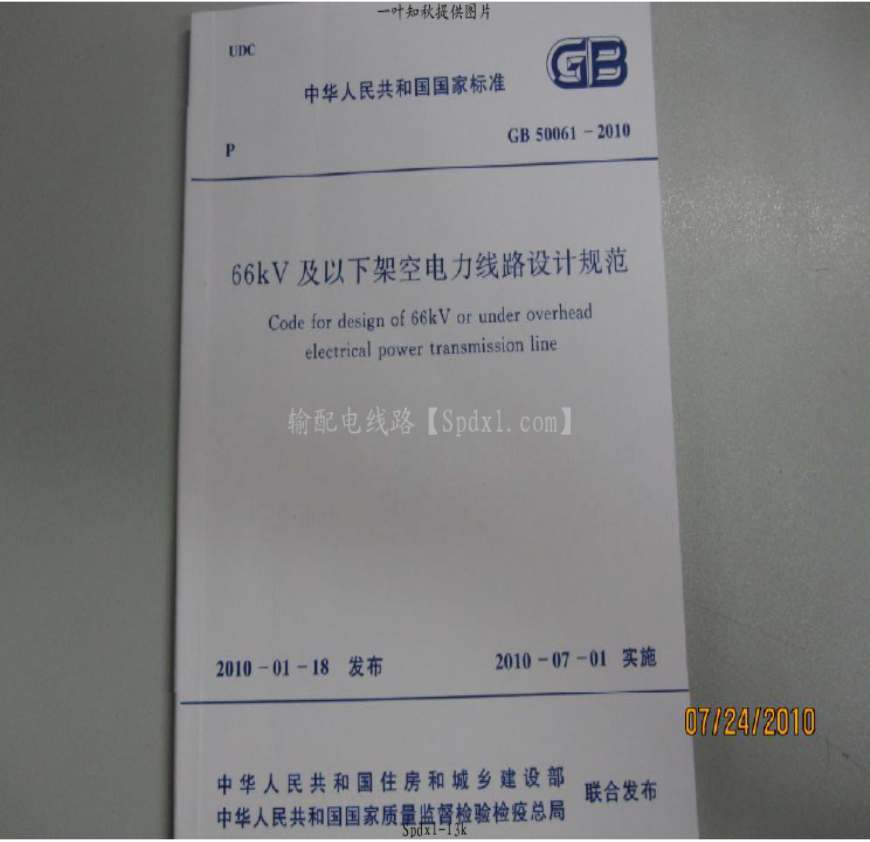 一叶知秋提供图片
UDC
GB
中华人民共和国国家标准
P
GB 50061-2010
66kV 及以下架空电力线路设计规范
Code for design of 66kV or under overhead
electrical power transmission line
输配电线路【Spdxl.com】
2010-01-18 发布
2010-07-01 实施
07/24/2010
中华人民共和国住房和城乡建设部
中华人民共和国国家质量监督检验检疫总局
联合发布
Spdxl-13k